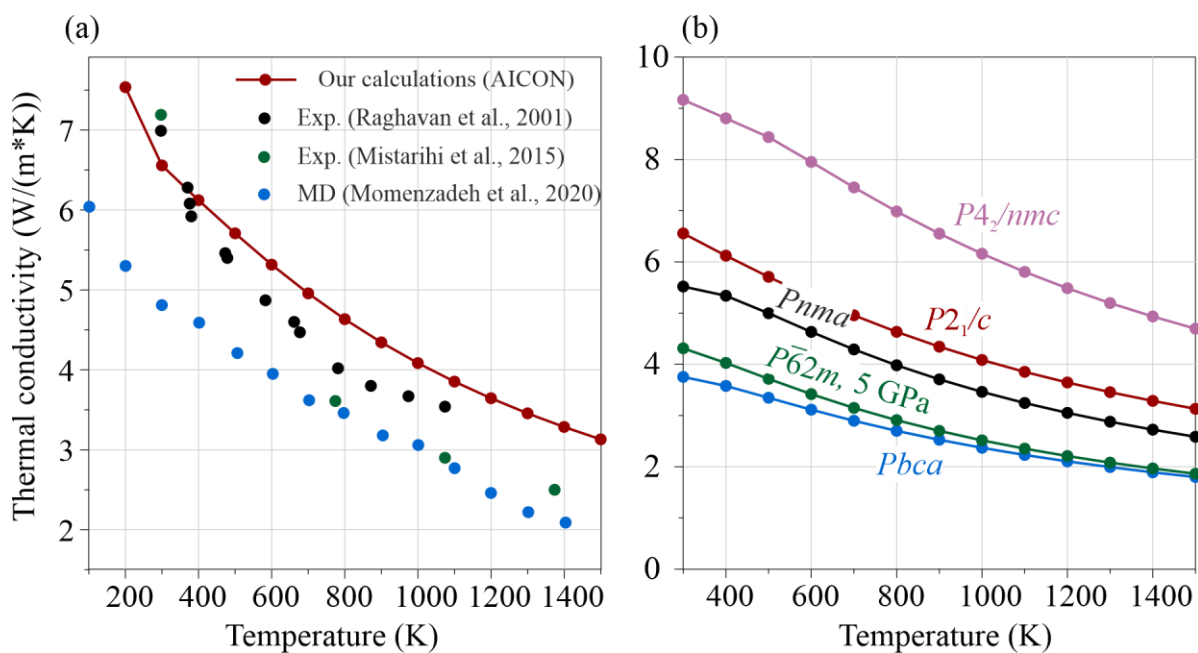 (a)
Our calculations (AICON)
Exp. (Raghavan et al., 2001)
Exp. (Mistarihi et al., 2015)
MD (Momenzadeh et al., 2020)
Thermal conductivity (W/(m*K))
7
6
5
4
3
2
200 400 600 800 1000 1200 1400
Temperature (K)
(b)
10
8
6
4
2
0
P4₂/nmc
P2₁/c
Pnma
P6̅2m, 5 GPa
Pbca
400 600 800 1000 1200 1400
Temperature (K)